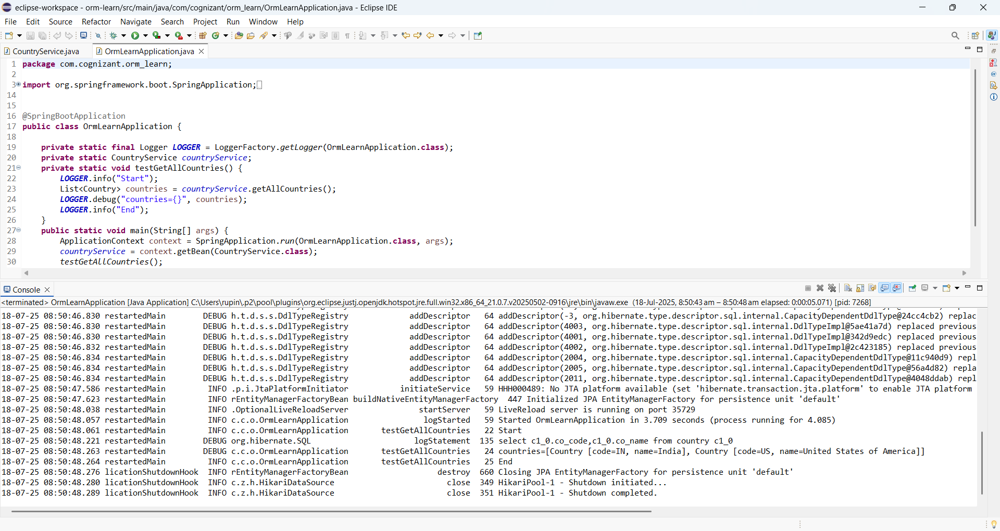 eclipse-workspace - orm-learn/src/main/java/com/cognizant/orm_learn/OrmLearnApplication.java - Eclipse IDE
File Edit Source Refactor Navigate Search Project Run Window Help
CountryService.java OrmLearnApplication.java
1 package com.cognizant.orm_learn;
2
3 import org.springframework.boot.SpringApplication;
14
15
16 @SpringBootApplication
17 public class OrmLearnApplication {
18
19 private static final Logger LOGGER = LoggerFactory.getLogger(OrmLearnApplication.class);
20 private static CountryService countryService;
21 private static void testGetAllCountries() {
22 LOGGER.info("Start");
23 List<Country> countries = countryService.getAllCountries();
24 LOGGER.debug("countries={}", countries);
25 LOGGER.info("End");
26 }
27 public static void main(String[] args) {
28 ApplicationContext context = SpringApplication.run(OrmLearnApplication.class, args);
29 countryService = context.getBean(CountryService.class);
30 testGetAllCountries();
Console
<terminated> OrmLearnApplication [Java Application] C:\Users\rupin\.p2\pool\plugins\org.eclipse.justj.openjdk.hotspot.jre.full.win32.x86_64_21.0.7.v20250502-0916\jre\bin\javaw.exe (18-Jul-2025, 8:50:43 am – 8:50:48 am elapsed: 0:00:05.071) [pid: 7268]
18-07-25 08:50:46.830 restartedMain DEBUG h.t.d.s.s.DdlTypeRegistry addDescriptor 64 addDescriptor(-3, org.hibernate.type.descriptor.sql.internal.CapacityDependentDdlType@24cc4cb2) replac
18-07-25 08:50:46.830 restartedMain DEBUG h.t.d.s.s.DdlTypeRegistry addDescriptor 64 addDescriptor(4003, org.hibernate.type.descriptor.sql.internal.DdlTypeImpl@5ae41a7d) replaced previous
18-07-25 08:50:46.830 restartedMain DEBUG h.t.d.s.s.DdlTypeRegistry addDescriptor 64 addDescriptor(4001, org.hibernate.type.descriptor.sql.internal.DdlTypeImpl@342d9edc) replaced previous
18-07-25 08:50:46.832 restartedMain DEBUG h.t.d.s.s.DdlTypeRegistry addDescriptor 64 addDescriptor(4002, org.hibernate.type.descriptor.sql.internal.DdlTypeImpl@2c423185) replaced previous
18-07-25 08:50:46.834 restartedMain DEBUG h.t.d.s.s.DdlTypeRegistry addDescriptor 64 addDescriptor(2004, org.hibernate.type.descriptor.sql.internal.CapacityDependentDdlType@11c940d9) repl
18-07-25 08:50:46.834 restartedMain DEBUG h.t.d.s.s.DdlTypeRegistry addDescriptor 64 addDescriptor(2005, org.hibernate.type.descriptor.sql.internal.CapacityDependentDdlType@56a4d82) repla
18-07-25 08:50:46.834 restartedMain DEBUG h.t.d.s.s.DdlTypeRegistry addDescriptor 64 addDescriptor(2011, org.hibernate.type.descriptor.sql.internal.CapacityDependentDdlType@4048ddab) repl
18-07-25 08:50:47.586 restartedMain INFO .p.i.JtaPlatformInitiator initiateService 59 HHH000489: No JTA platform available (set 'hibernate.transaction.jta.platform' to enable JTA platform
18-07-25 08:50:47.623 restartedMain INFO rEntityManagerFactoryBean buildNativeEntityManagerFactory 447 Initialized JPA EntityManagerFactory for persistence unit 'default'
18-07-25 08:50:48.038 restartedMain INFO .OptionalLiveReloadServer startServer 59 LiveReload server is running on port 35729
18-07-25 08:50:48.057 restartedMain INFO c.c.o.OrmLearnApplication logStarted 59 Started OrmLearnApplication in 3.709 seconds (process running for 4.085)
18-07-25 08:50:48.061 restartedMain INFO c.c.o.OrmLearnApplication testGetAllCountries 22 Start
18-07-25 08:50:48.221 restartedMain DEBUG org.hibernate.SQL logStatement 135 select c1_0.co_code,c1_0.co_name from country c1_0
18-07-25 08:50:48.263 restartedMain DEBUG c.c.o.OrmLearnApplication testGetAllCountries 24 countries=[Country [code=IN, name=India], Country [code=US, name=United States of America]]
18-07-25 08:50:48.264 restartedMain INFO c.c.o.OrmLearnApplication testGetAllCountries 25 End
18-07-25 08:50:48.276 licationShutdownHook INFO rEntityManagerFactoryBean destroy 660 Closing JPA EntityManagerFactory for persistence unit 'default'
18-07-25 08:50:48.280 licationShutdownHook INFO c.z.h.HikariDataSource close 349 HikariPool-1 - Shutdown initiated...
18-07-25 08:50:48.289 licationShutdownHook INFO c.z.h.HikariDataSource close 351 HikariPool-1 - Shutdown completed.